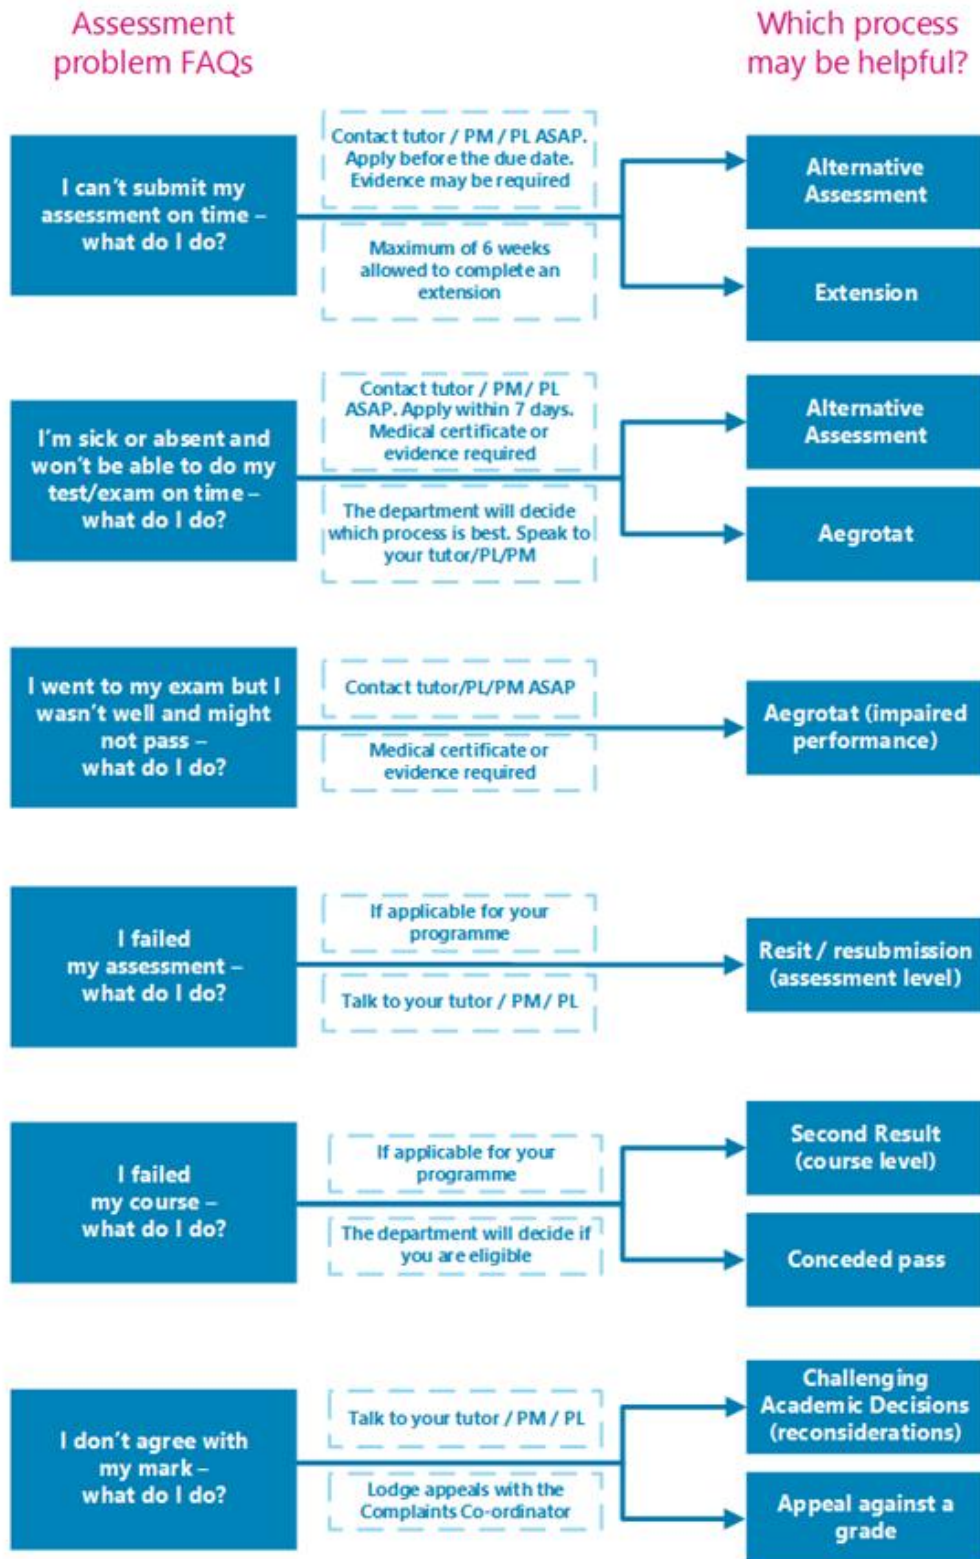 Assessment
problem FAQs
Which process
may be helpful?
I can't submit my
assessment on time –
what do I do?
Contact tutor / PM / PL ASAP.
Apply before the due date.
Evidence may be required
Maximum of 6 weeks
allowed to complete an
extension
Alternative
Assessment
Extension
I'm sick or absent and
won't be able to do my
test/exam on time –
what do I do?
Contact tutor / PM / PL
ASAP. Apply within 7 days.
Medical certificate or
evidence required
The department will decide
which process is best. Speak to
your tutor/PL/PM
Alternative
Assessment
Aegrotat
I went to my exam but I
wasn't well and might
not pass –
what do I do?
Contact tutor/PL/PM ASAP
Medical certificate or
evidence required
Aegrotat (impaired
performance)
I failed
my assessment –
what do I do?
If applicable for your
programme
Talk to your tutor / PM / PL
Resit / resubmission
(assessment level)
I failed
my course –
what do I do?
If applicable for your
programme
The department will decide if
you are eligible
Second Result
(course level)
Conceded pass
I don't agree with
my mark –
what do I do?
Talk to your tutor / PM / PL
Lodge appeals with the
Complaints Co-ordinator
Challenging
Academic Decisions
(reconsiderations)
Appeal against a
grade